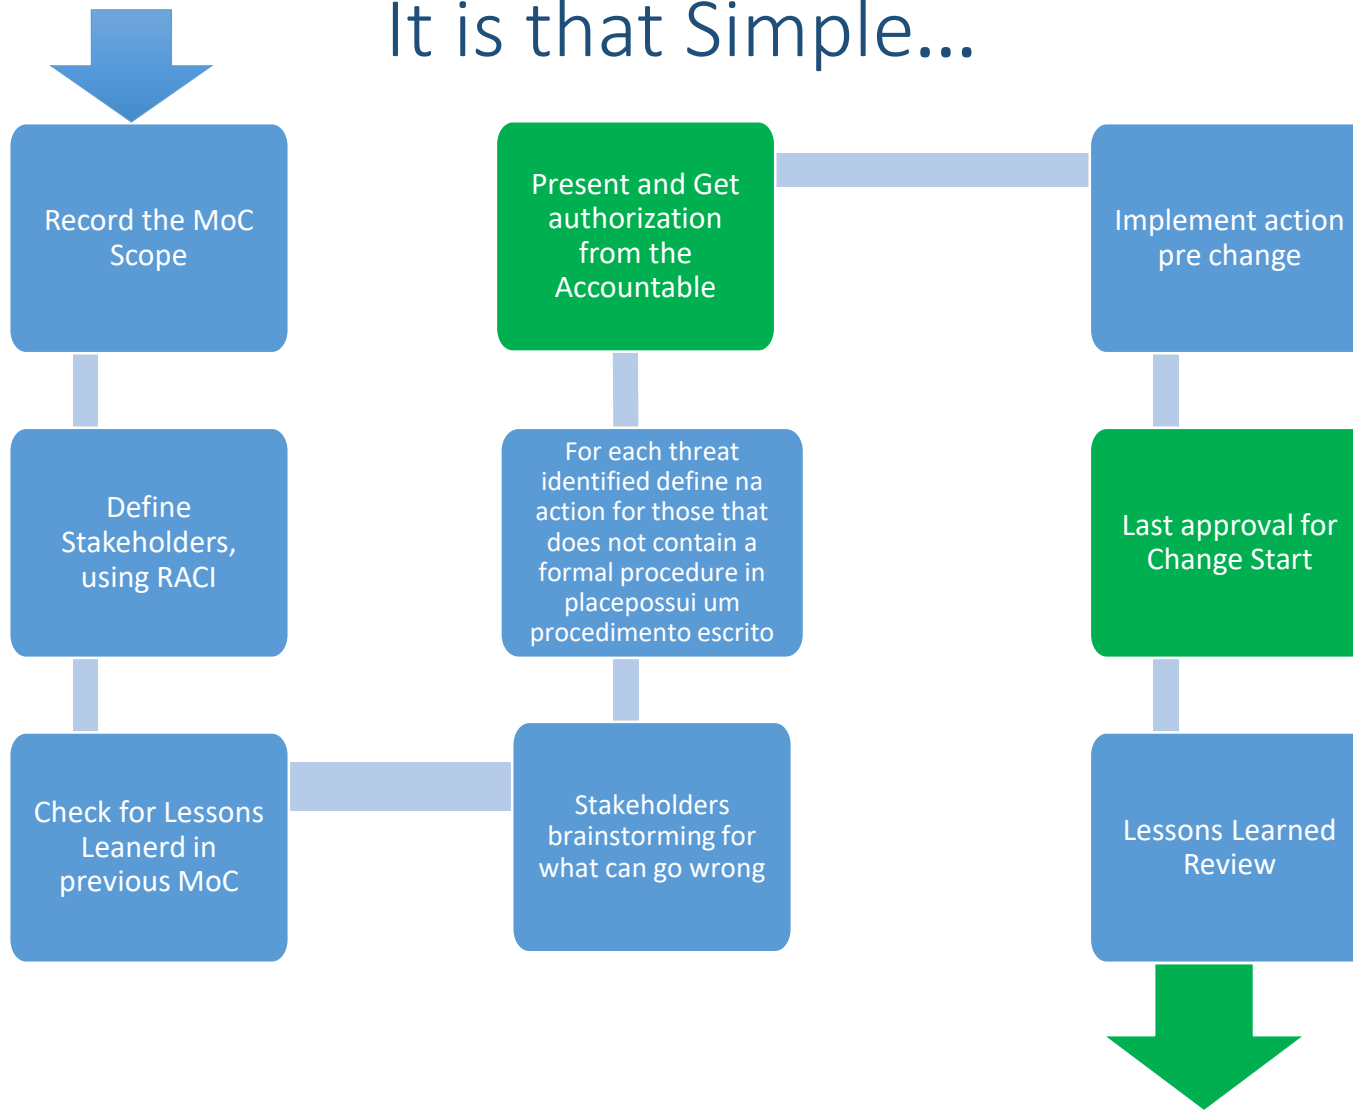 It is that Simple...
Record the MoC
Scope
Define
Stakeholders,
using RACI
Check for Lessons
Leanerd in
previous MoC
Stakeholders
brainstorming for
what can go wrong
For each threat
identified define na
action for those that
does not contain a
formal procedure in
placepossui um
procedimento escrito
Present and Get
authorization
from the
Accountable
Implement action
pre change
Last approval for
Change Start
Lessons Learned
Review